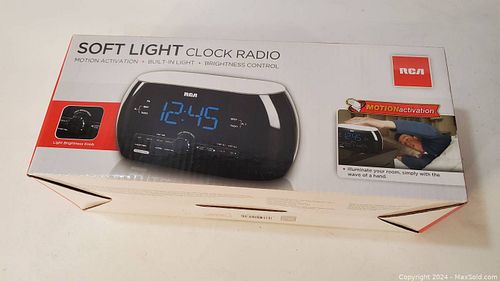 SOFT LIGHT CLOCK RADIO
MOTION ACTIVATION • BUILT-IN LIGHT • BRIGHTNESS CONTROL
RCA
RCA
12:45
MOTIONactivation
Light Brightness Knob
• Illuminate your room, simply with the
wave of a hand.
Copyright 2024 - MaxSold.com